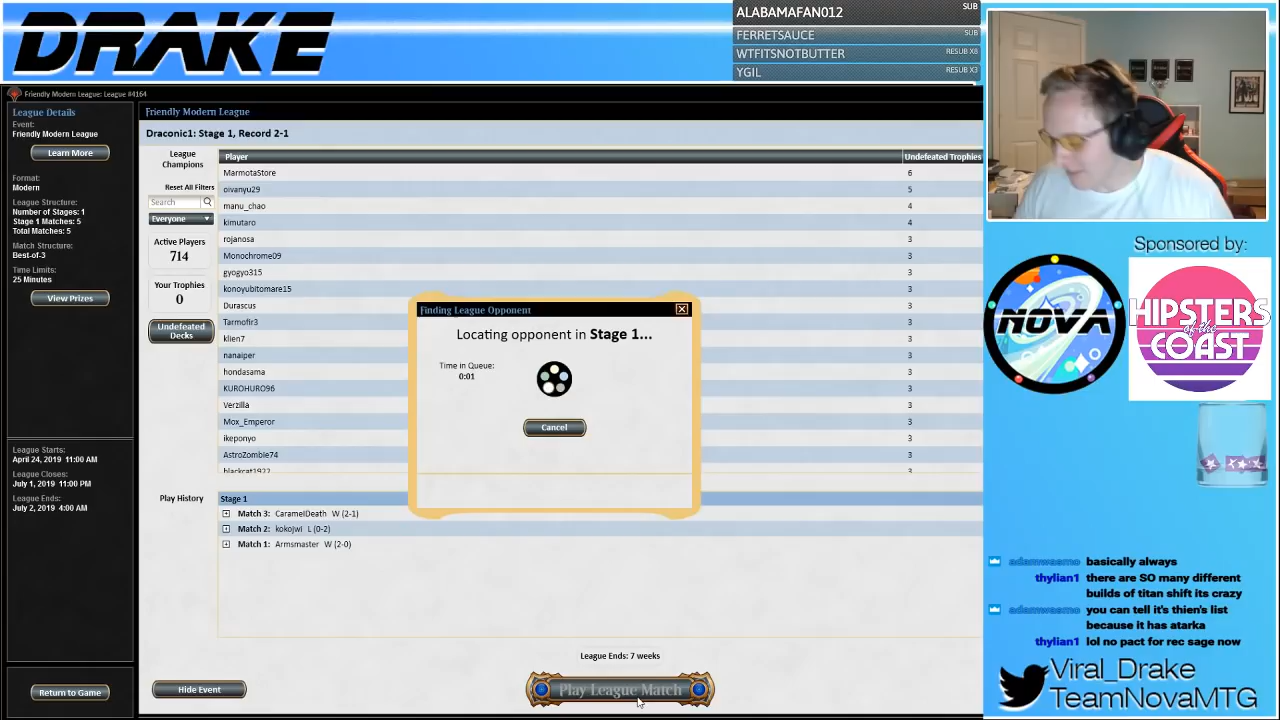 DRAKE
ALABAMAFAN012 SUB
FERRETSAUCE SUB
WTFITSNOTBUTTER RESUB X6
YGIL RESUB X3
Friendly Modern League: League #4164
League Details
Event:
Friendly Modern League
Learn More
Format:
Modern
League Structure:
Number of Stages: 1
Stage 1 Matches: 5
Total Matches: 5
Match Structure:
Best-of-3
Time Limits:
25 Minutes
View Prizes
League Starts:
April 24, 2019 11:00 AM
League Closes:
July 1, 2019 11:00 PM
League Ends:
July 2, 2019 4:00 AM
Return to Game
Friendly Modern League
Draconic1: Stage 1, Record 2-1
League
Champions
Reset All Filters
Search
Everyone
Active Players
714
Your Trophies
0
Undefeated
Decks
Player Undefeated Trophies
MarmotaStore 6
oivanyu29 5
manu_chao 4
kimutaro 4
rojanosa 3
Monochrome09 3
gyogyo315 3
konoyubitomare15 3
Durascus 3
Tarmofir3 3
klien7 3
nanaiper 3
hondasama 3
KUROHURO96 3
Verzilla 3
Mox_Emperor 3
ikeponyo 3
AstroZombie74 3
blackcat1922 3
Finding League Opponent
Locating opponent in Stage 1...
Time in Queue:
0:01
Cancel
Play History
Stage 1
Match 3: CaramelDeath W (2-1)
Match 2: kokojwi L (0-2)
Match 1: Armsmaster W (2-0)
League Ends: 7 weeks
Hide Event
Play League Match
Sponsored by:
NOVA
HIPSTERS
of the
COAST
basically always
thylian1 there are SO many different
builds of titan shift its crazy
you can tell it's thien's list
because it has atarka
thylian1 lol no pact for rec sage now
Viral_Drake
TeamNovaMTG